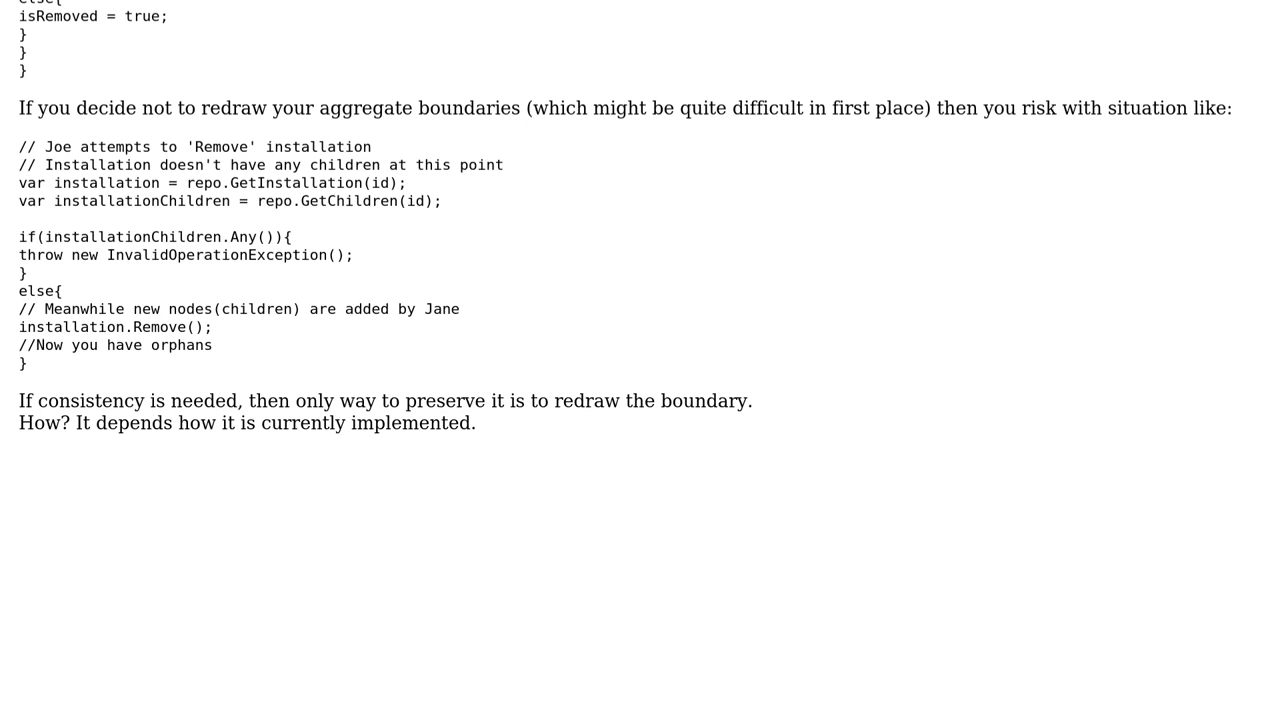 else{
isRemoved = true;
}
}
}
If you decide not to redraw your aggregate boundaries (which might be quite difficult in first place) then you risk with situation like:
// Joe attempts to 'Remove' installation
// Installation doesn't have any children at this point
var installation = repo.GetInstallation(id);
var installationChildren = repo.GetChildren(id);
if(installationChildren.Any()){
throw new InvalidOperationException();
}
else{
// Meanwhile new nodes(children) are added by Jane
installation.Remove();
//Now you have orphans
}
If consistency is needed, then only way to preserve it is to redraw the boundary.
How? It depends how it is currently implemented.